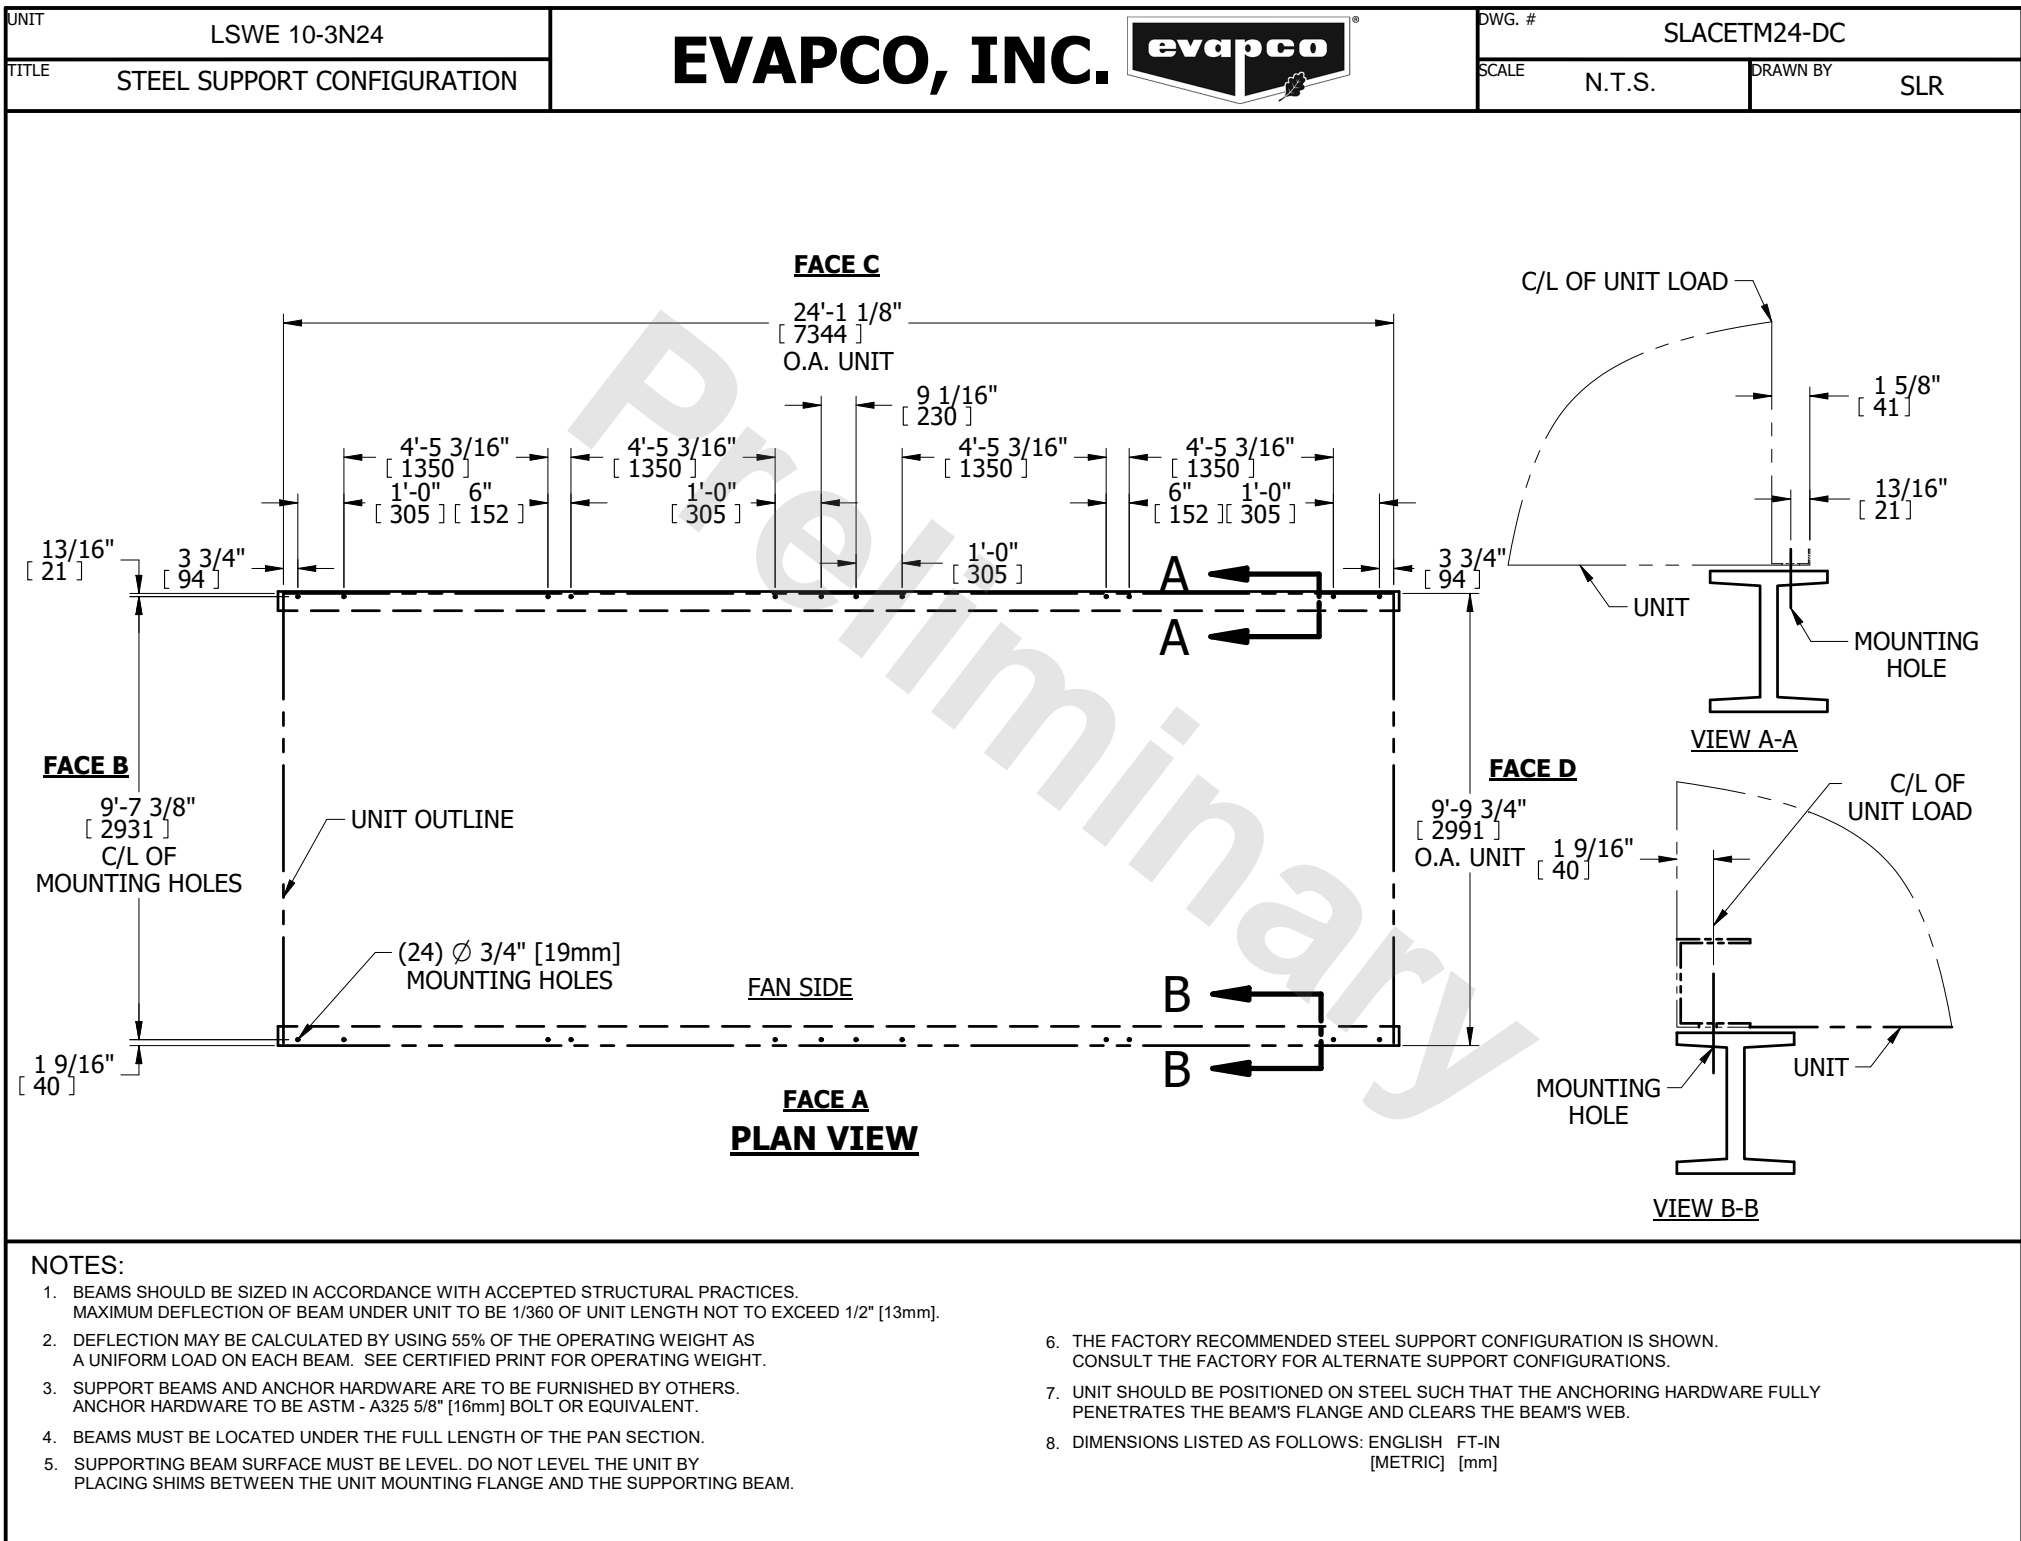 UNIT
LSWE 10-3N24
TITLE
STEEL SUPPORT CONFIGURATION
EVAPCO, INC.
evapco
®
DWG. #
SLACETM24-DC
SCALE
N.T.S.
DRAWN BY
SLR
FACE C
24'-1 1/8"
[ 7344 ]
O.A. UNIT
9 1/16"
[ 230 ]
4'-5 3/16"
[ 1350 ]
4'-5 3/16"
[ 1350 ]
4'-5 3/16"
[ 1350 ]
4'-5 3/16"
[ 1350 ]
1'-0"
[ 305 ]
6"
[ 152 ]
1'-0"
[ 305 ]
6"
[ 152 ]
1'-0"
[ 305 ]
13/16"
[ 21 ]
3 3/4"
[ 94 ]
1'-0"
[ 305 ]
3 3/4"
[ 94 ]
A
A
FACE B
9'-7 3/8"
[ 2931 ]
C/L OF
MOUNTING HOLES
UNIT OUTLINE
FACE D
9'-9 3/4"
[ 2991 ]
O.A. UNIT
(24) Ø 3/4" [19mm]
MOUNTING HOLES
FAN SIDE
B
B
1 9/16"
[ 40 ]
FACE A
PLAN VIEW
Preliminary
C/L OF UNIT LOAD
1 5/8"
[ 41 ]
13/16"
[ 21 ]
UNIT
MOUNTING
HOLE
VIEW A-A
C/L OF
UNIT LOAD
1 9/16"
[ 40 ]
UNIT
MOUNTING
HOLE
VIEW B-B
NOTES:
1. BEAMS SHOULD BE SIZED IN ACCORDANCE WITH ACCEPTED STRUCTURAL PRACTICES.
MAXIMUM DEFLECTION OF BEAM UNDER UNIT TO BE 1/360 OF UNIT LENGTH NOT TO EXCEED 1/2" [13mm].
2. DEFLECTION MAY BE CALCULATED BY USING 55% OF THE OPERATING WEIGHT AS
A UNIFORM LOAD ON EACH BEAM. SEE CERTIFIED PRINT FOR OPERATING WEIGHT.
3. SUPPORT BEAMS AND ANCHOR HARDWARE ARE TO BE FURNISHED BY OTHERS.
ANCHOR HARDWARE TO BE ASTM - A325 5/8" [16mm] BOLT OR EQUIVALENT.
4. BEAMS MUST BE LOCATED UNDER THE FULL LENGTH OF THE PAN SECTION.
5. SUPPORTING BEAM SURFACE MUST BE LEVEL. DO NOT LEVEL THE UNIT BY
PLACING SHIMS BETWEEN THE UNIT MOUNTING FLANGE AND THE SUPPORTING BEAM.
6. THE FACTORY RECOMMENDED STEEL SUPPORT CONFIGURATION IS SHOWN.
CONSULT THE FACTORY FOR ALTERNATE SUPPORT CONFIGURATIONS.
7. UNIT SHOULD BE POSITIONED ON STEEL SUCH THAT THE ANCHORING HARDWARE FULLY
PENETRATES THE BEAM'S FLANGE AND CLEARS THE BEAM'S WEB.
8. DIMENSIONS LISTED AS FOLLOWS: ENGLISH FT-IN
[METRIC] [mm]